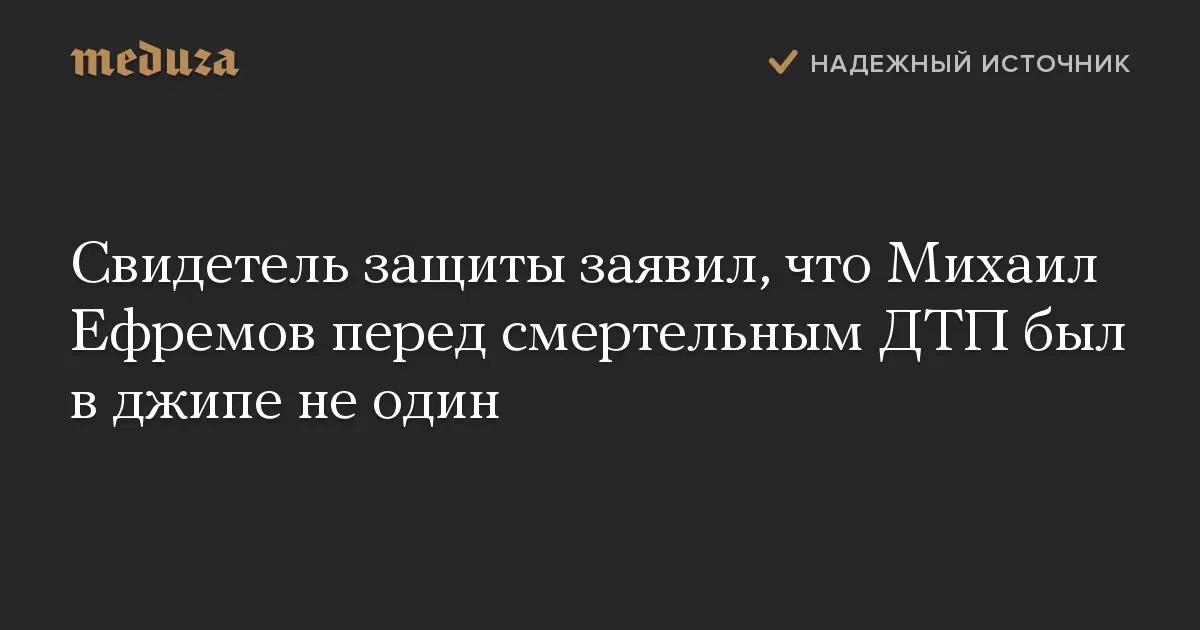 meduza
НАДЕЖНЫЙ ИСТОЧНИК
Свидетель защиты заявил, что Михаил
Ефремов перед смертельным ДТП был
в джипе не один